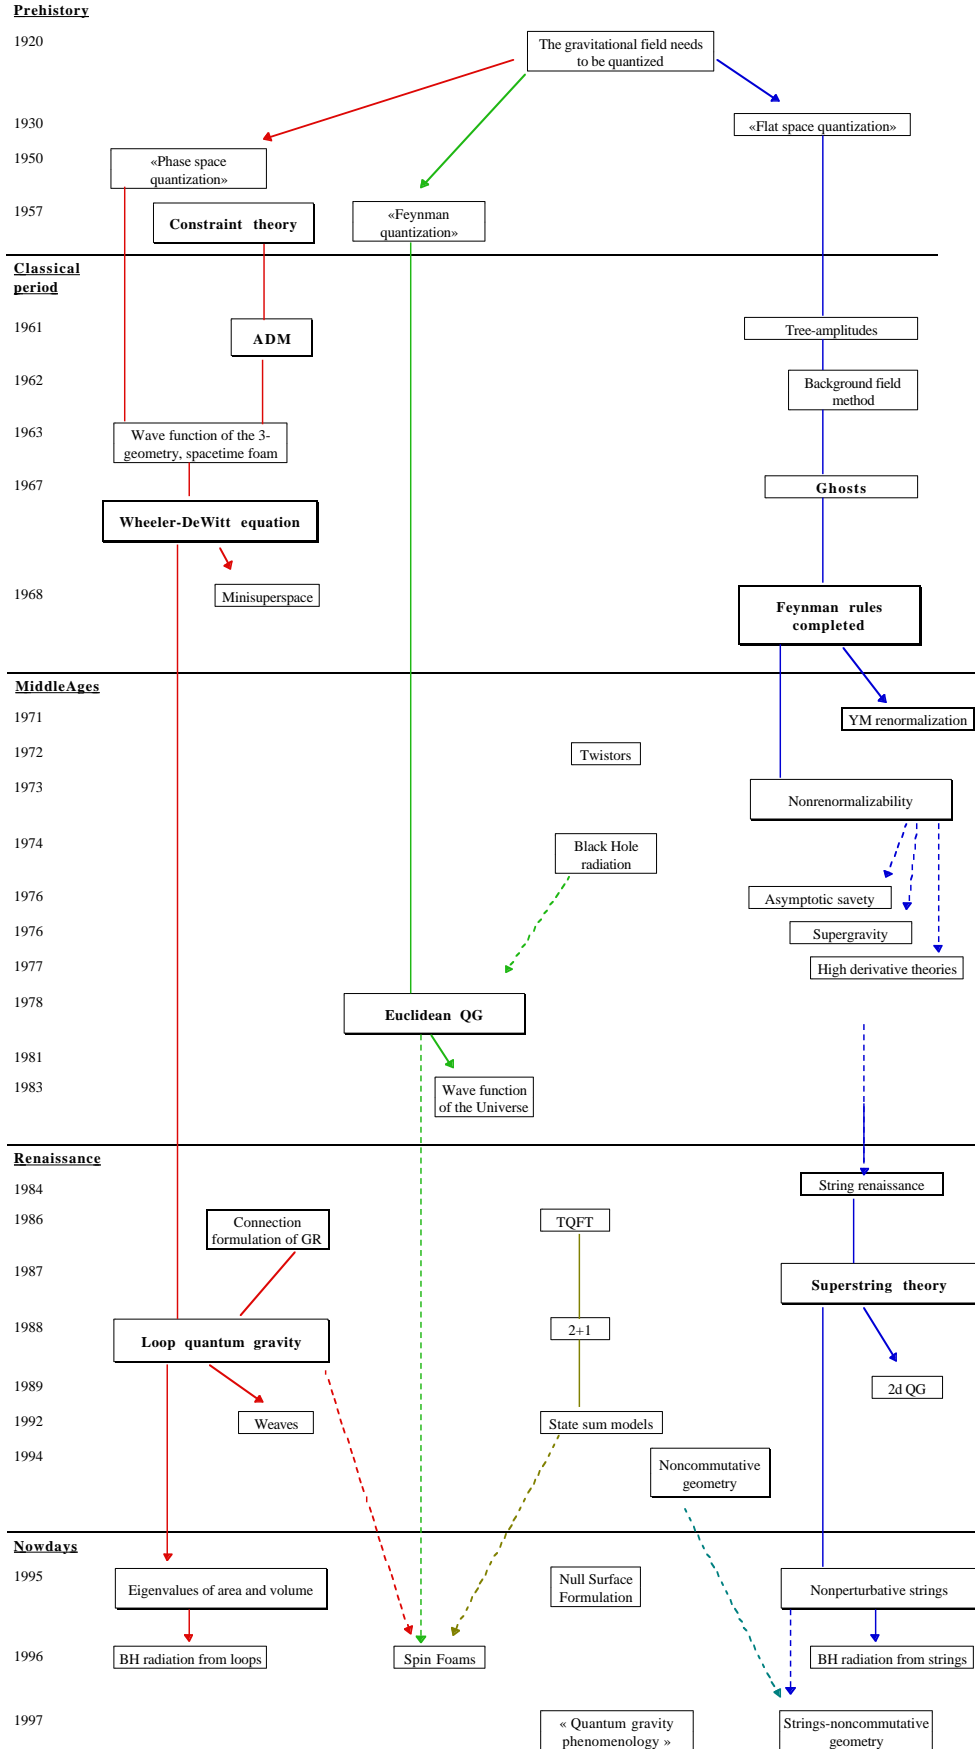 Prehistory
1920
The gravitational field needs
to be quantized
1930
«Flat space quantization»
1950
«Phase space
quantization»
1957
Constraint theory
«Feynman
quantization»
Classical
period
1961
ADM
Tree-amplitudes
1962
Background field
method
1963
Wave function of the 3-
geometry, spacetime foam
1967
Ghosts
Wheeler-DeWitt equation
1968
Minisuperspace
Feynman rules
completed
MiddleAges
1971
YM renormalization
1972
Twistors
1973
Nonrenormalizability
1974
Black Hole
radiation
1976
Asymptotic savety
1976
Supergravity
1977
High derivative theories
1978
Euclidean QG
1981
1983
Wave function
of the Universe
Renaissance
1984
String renaissance
1986
Connection
formulation of GR
TQFT
1987
Superstring theory
1988
Loop quantum gravity
2+1
1989
2d QG
1992
Weaves
State sum models
1994
Noncommutative
geometry
Nowdays
1995
Eigenvalues of area and volume
Null Surface
Formulation
Nonperturbative strings
1996
BH radiation from loops
Spin Foams
BH radiation from strings
1997
« Quantum gravity
phenomenology »
Strings-noncommutative
geometry